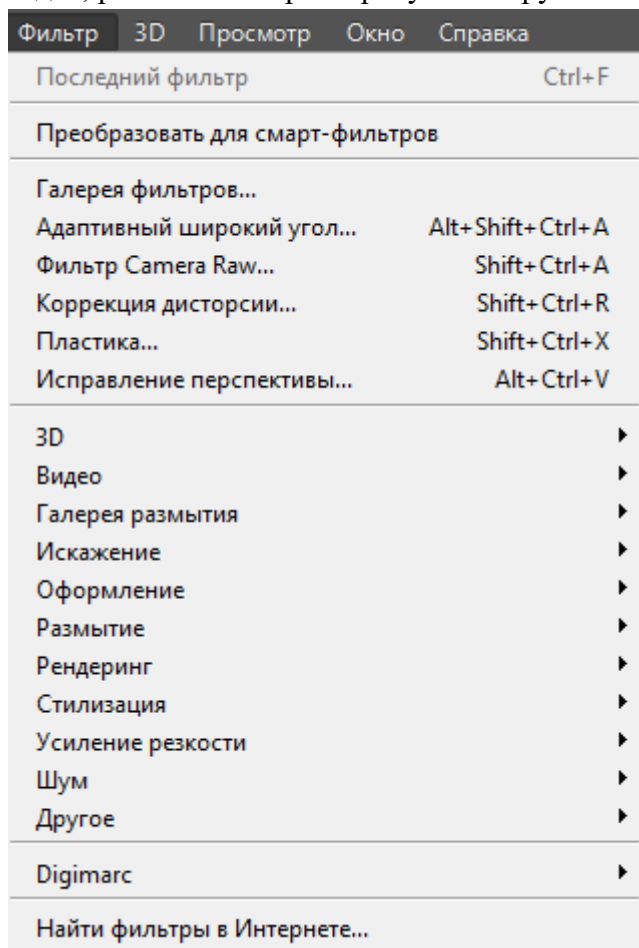 Фильтр 3D Просмотр Окно Справка
Последний фильтр Ctrl+F
Преобразовать для смарт-фильтров
Галерея фильтров...
Адаптивный широкий угол... Alt+Shift+Ctrl+A
Фильтр Camera Raw... Shift+Ctrl+A
Коррекция дисторсии... Shift+Ctrl+R
Пластика... Shift+Ctrl+X
Исправление перспективы... Alt+Ctrl+V
3D
Видео
Галерея размытия
Искажение
Оформление
Размытие
Рендеринг
Стилизация
Усиление резкости
Шум
Другое
Digimarc
Найти фильтры в Интернете...